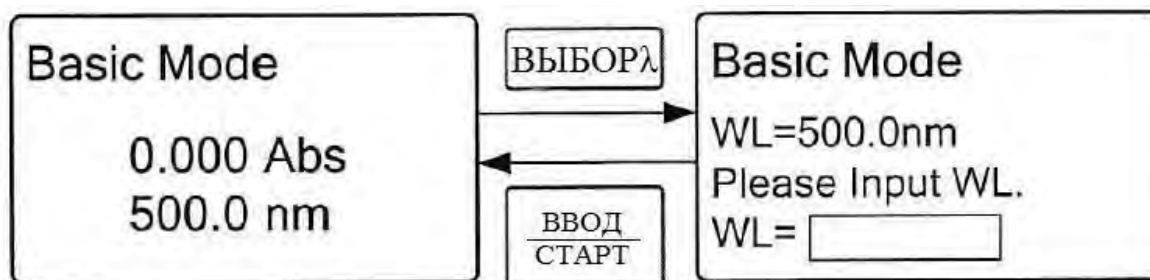 Basic Mode
0.000 Abs
500.0 nm
ВЫБОРλ
ВВОД
СТАРТ
Basic Mode
WL=500.0nm
Please Input WL.
WL=